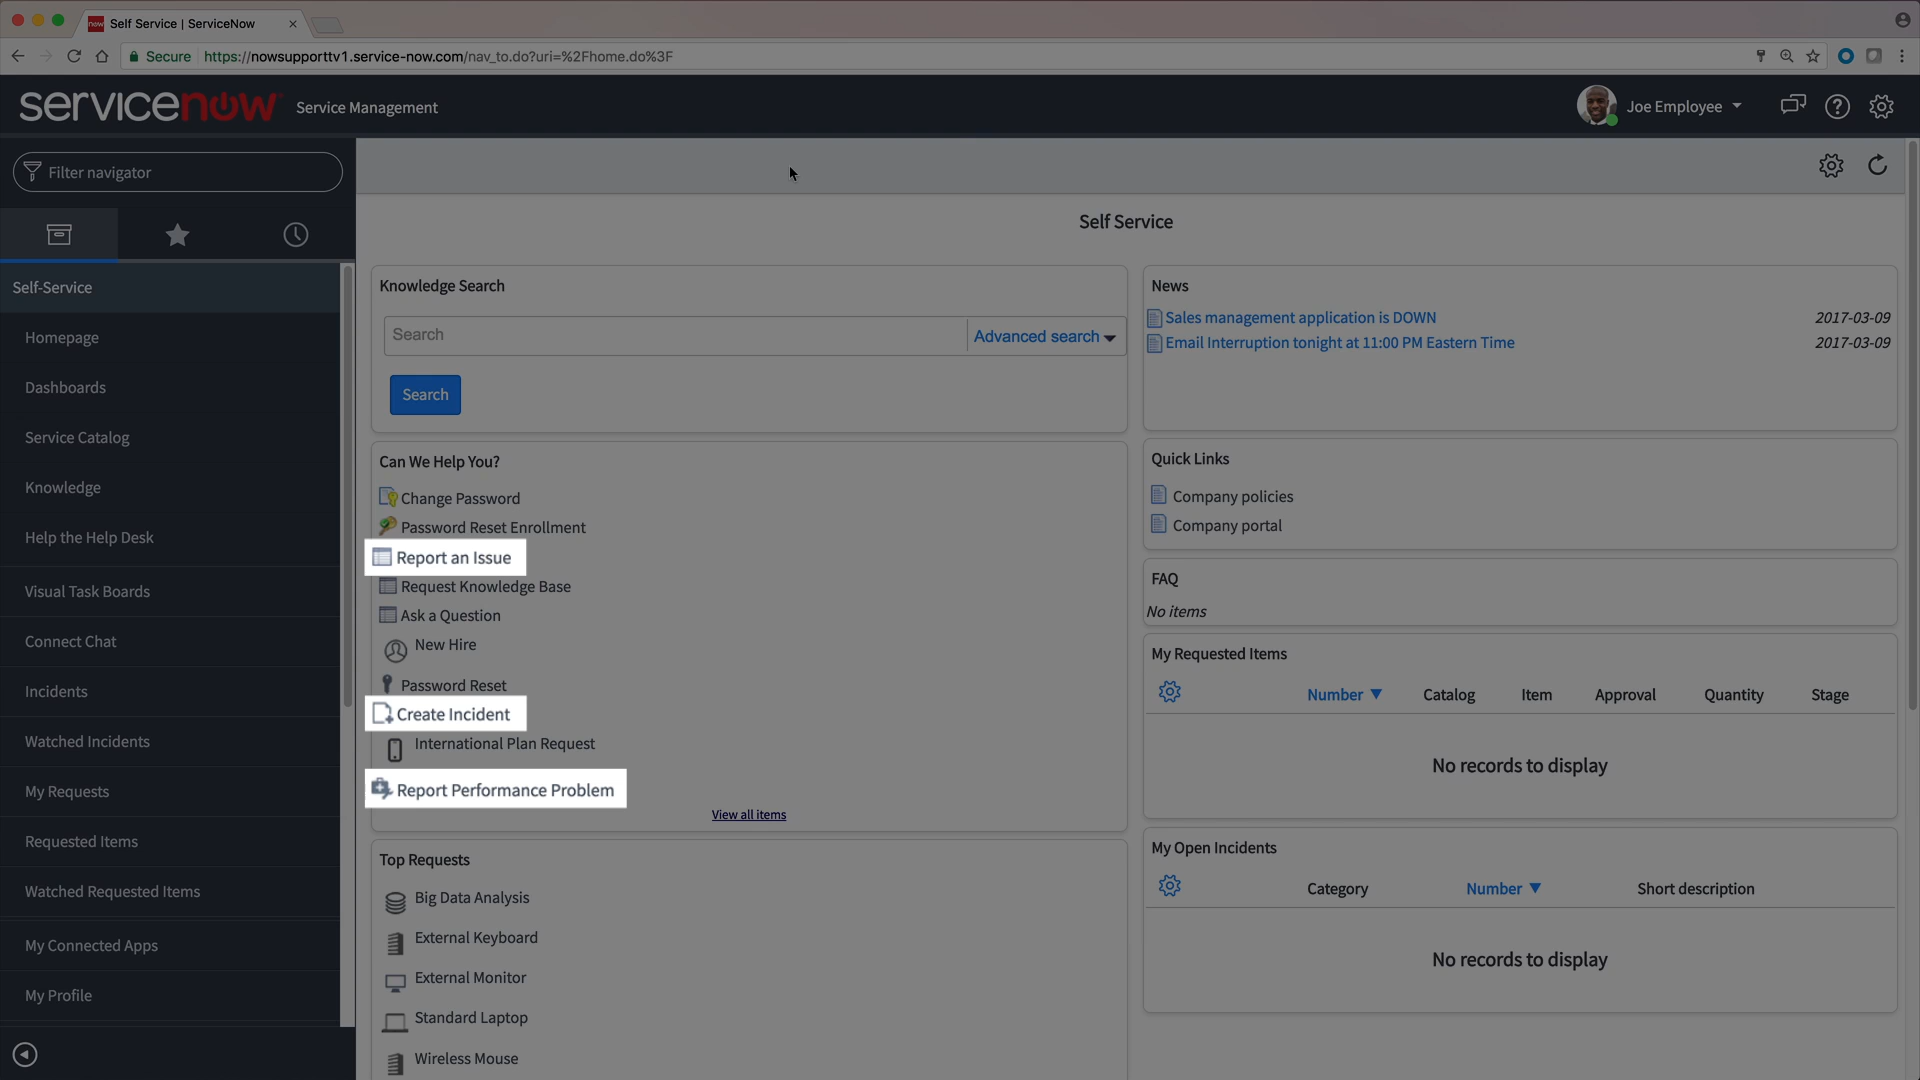 now Self Service | ServiceNow ×
Secure https://nowsupporttv1.service-now.com/nav_to.do?uri=%2Fhome.do%3F
servicenow Service Management
Joe Employee
Filter navigator
Self-Service
Homepage
Dashboards
Service Catalog
Knowledge
Help the Help Desk
Visual Task Boards
Connect Chat
Incidents
Watched Incidents
My Requests
Requested Items
Watched Requested Items
My Connected Apps
My Profile
Self Service
Knowledge Search
Search Advanced search
Search
Can We Help You?
Change Password
Password Reset Enrollment
Report an Issue
Request Knowledge Base
Ask a Question
New Hire
Password Reset
Create Incident
International Plan Request
Report Performance Problem
View all items
Top Requests
Big Data Analysis
External Keyboard
External Monitor
Standard Laptop
Wireless Mouse
News
Sales management application is DOWN 2017-03-09
Email Interruption tonight at 11:00 PM Eastern Time 2017-03-09
Quick Links
Company policies
Company portal
FAQ
No items
My Requested Items
Number ▼ Catalog Item Approval Quantity Stage
No records to display
My Open Incidents
Category Number ▼ Short description
No records to display